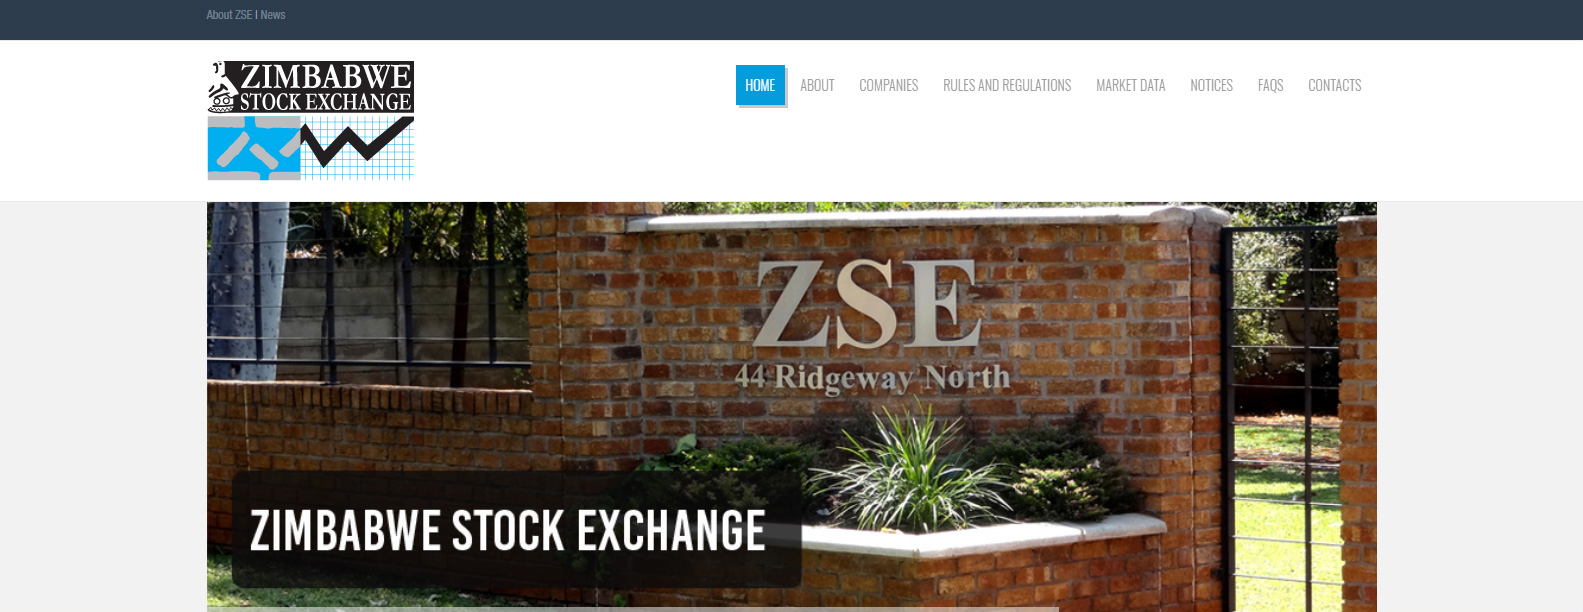 About ZSE | News
ZIMBABWE
STOCK EXCHANGE
HOME ABOUT COMPANIES RULES AND REGULATIONS MARKET DATA NOTICES FAQS CONTACTS
ZSE
44 Ridgeway North
ZIMBABWE STOCK EXCHANGE